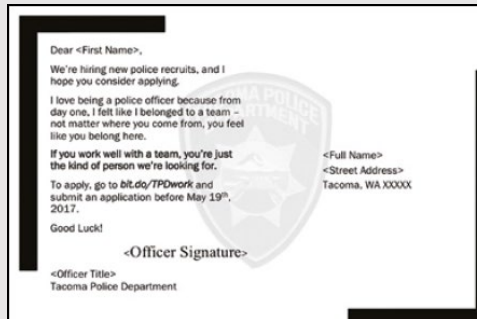 Dear <First Name>,
We're hiring new police recruits, and I
hope you consider applying.
I love being a police officer because from
day one, I felt like I belonged to a team –
not matter where you come from, you feel
like you belong here.
If you work well with a team, you're just
the kind of person we're looking for.
To apply, go to bit.do/TPDwork and
submit an application before May 19th,
2017.
Good Luck!
<Officer Signature>
<Officer Title>
Tacoma Police Department
<Full Name>
<Street Address>
Tacoma, WA XXXXX
TACOMA POLICE
DEPARTMENT